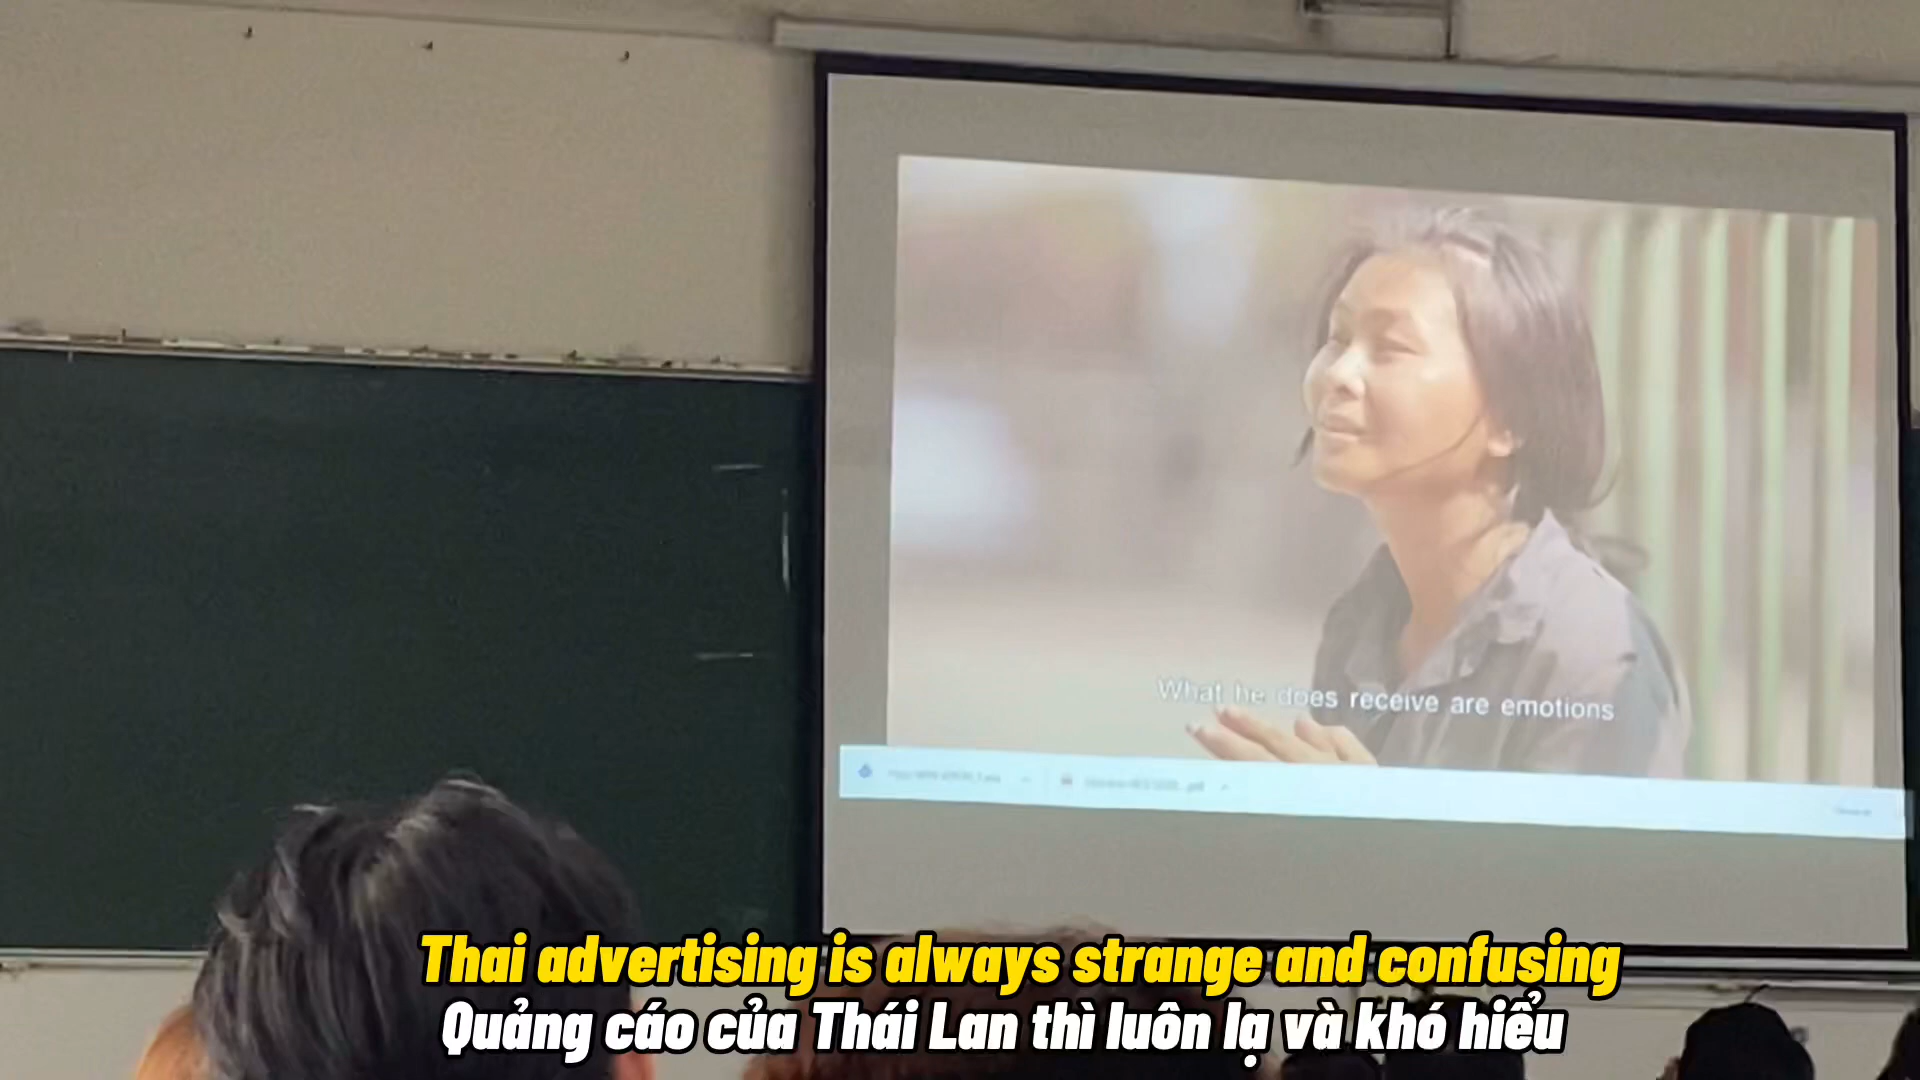 What he does receive are emotions
Thai advertising is always strange and confusing
Quảng cáo của Thái Lan thì luôn lạ và khó hiểu